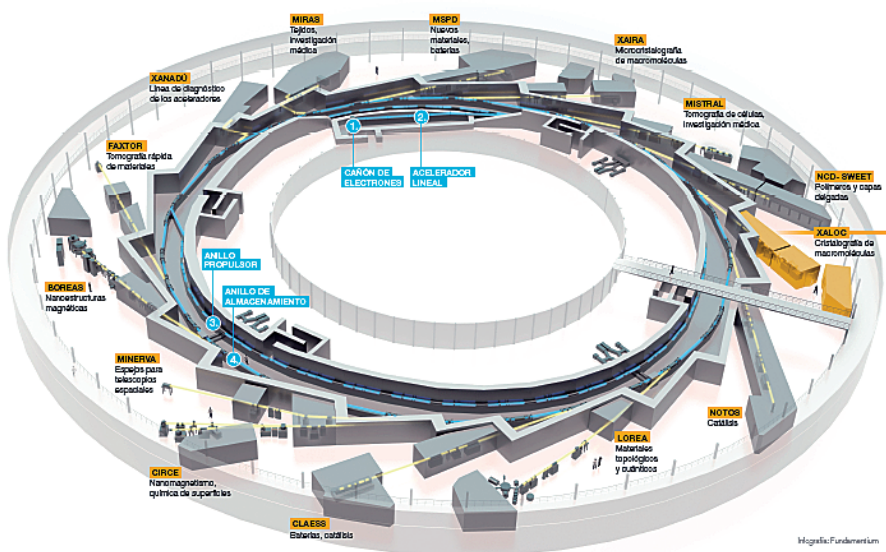 MIRAS
Tejidos,
investigación
médica
MSPD
Nuevos
materiales,
baterías
XAIRA
Microcristalografía
de macromoléculas
XANADÚ
Línea de diagnóstico
de los aceleradores
MISTRAL
Tomografía de células,
investigación médica
FAXTOR
Tomografía rápida
de materiales
1.
2.
CAÑÓN DE
ELECTRONES
ACELERADOR
LINEAL
NCD- SWEET
Polímeros y capas
delgadas
XALOC
Cristalografía de
macromoléculas
ANILLO
PROPULSOR
ANILLO DE
ALMACENAMIENTO
BOREAS
Nanoestructuras
magnéticas
3.
4.
MINERVA
Espejos para
telescopios
espaciales
NOTOS
Catálisis
LOREA
Materiales
topológicos
y cuánticos
CIRCE
Nanomagnetismo,
química de superficies
CLAESS
Baterías, catálisis
Infografía: Fundamentium